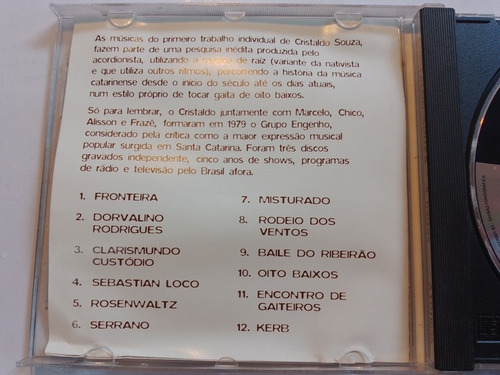 As músicas do primeiro trabalho individual de Cristaldo Souza,
fazem parte de uma pesquisa inédita produzida pelo
acordionista, utilizando a de raiz (variante da nativista
e que utiliza outros ritmos), percorrendo a história da música
catarinense desde o início do século até os dias atuais,
num estilo próprio de tocar gaita de oito baixos.
Só para lembrar, o Cristaldo juntamente com Marcelo, Chico,
Alisson e Frazê, formaram em 1979 o Grupo Engenho,
considerado pela crítica como a maior expressão musical
popular surgida em Santa Catarina. Foram três discos
gravados independente, cinco anos de shows, programas
de rádio e televisão pelo Brasil afora.
1. FRONTEIRA
2. DORVALINO
RODRIGUES
3. CLARISMUNDO
CUSTÓDIO
4. SEBASTIAN LOCO
5. ROSENWALTZ
6. SERRANO
7. MISTURADO
8. RODEIO DOS
VENTOS
9. BAILE DO RIBEIRÃO
10. OITO BAIXOS
11. ENCONTRO DE
GAITEIROS
12. KERB